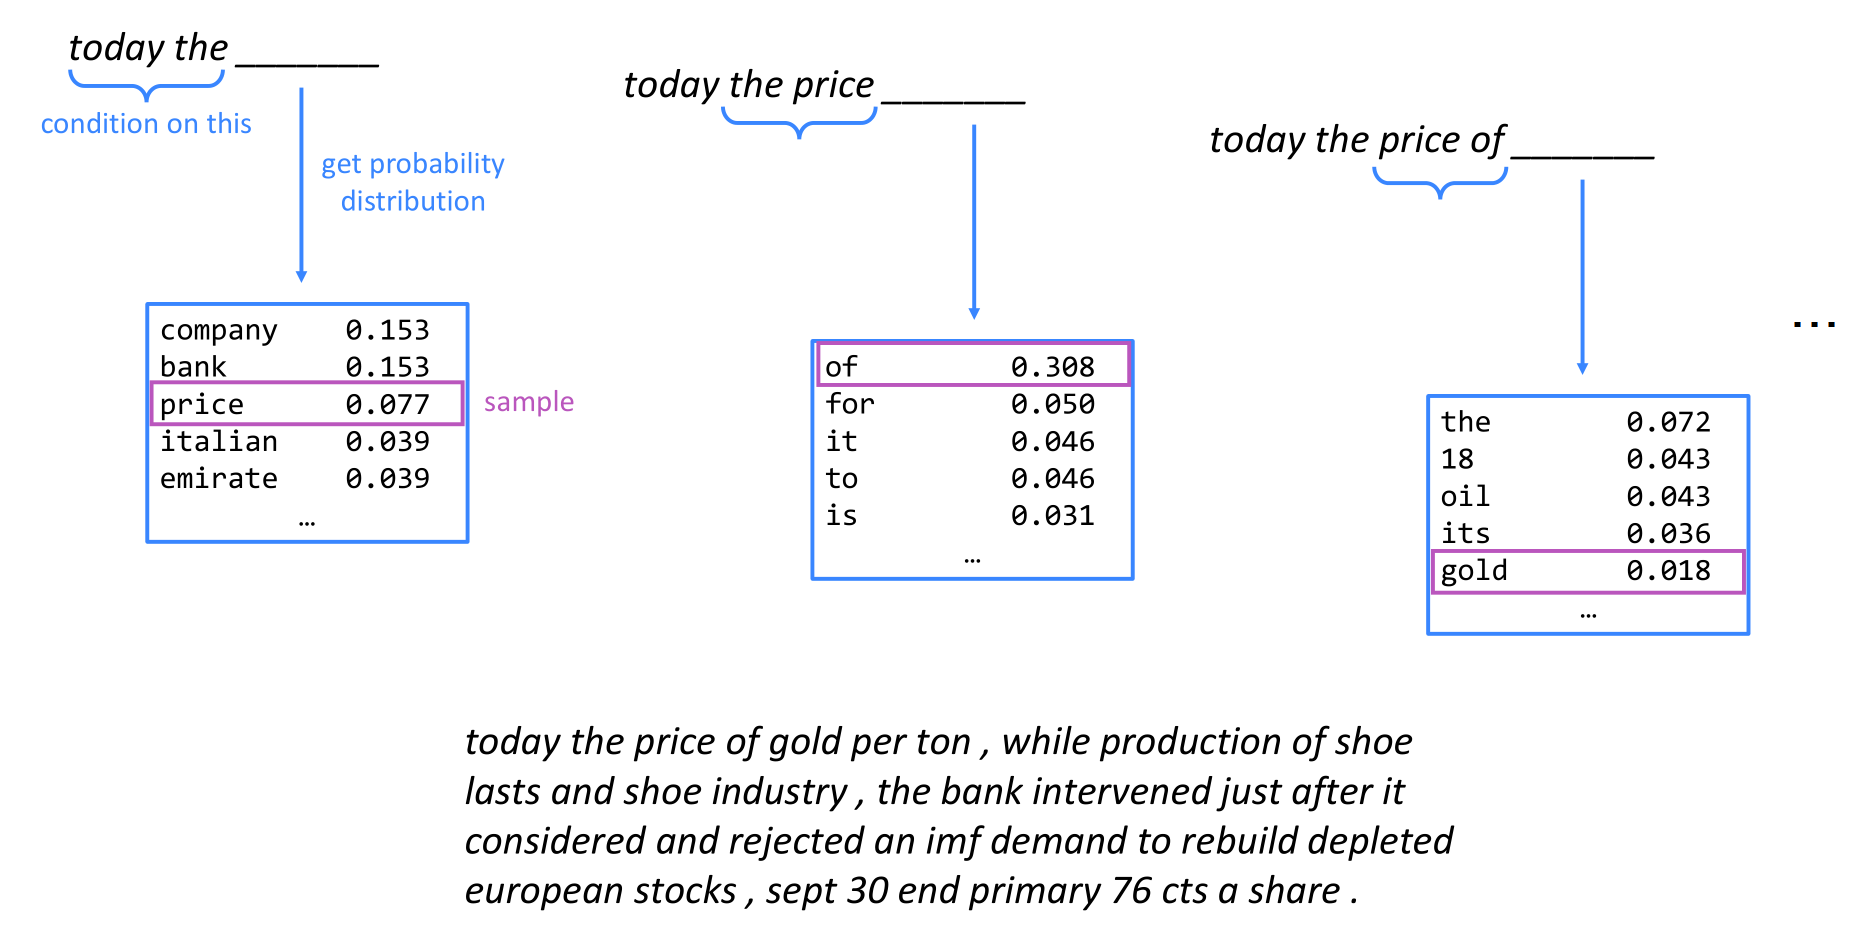 today the _______
condition on this
get probability
distribution
company 0.153
bank 0.153
price 0.077
italian 0.039
emirate 0.039
…
sample
today the price _______
of 0.308
for 0.050
it 0.046
to 0.046
is 0.031
…
today the price of _______
the 0.072
18 0.043
oil 0.043
its 0.036
gold 0.018
…
...
today the price of gold per ton , while production of shoe
lasts and shoe industry , the bank intervened just after it
considered and rejected an imf demand to rebuild depleted
european stocks , sept 30 end primary 76 cts a share .